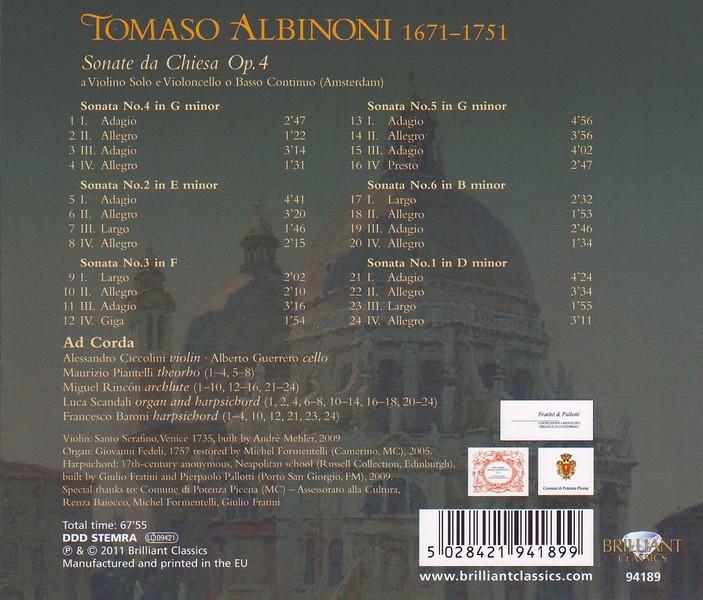 TOMASO ALBINONI 1671–1751
Sonate da Chiesa Op.4
a Violino Solo e Violoncello o Basso Continuo (Amsterdam)
Sonata No.4 in G minor
1 I. Adagio 2'47
2 II. Allegro 1'22
3 III. Adagio 3'14
4 IV. Allegro 1'31
Sonata No.2 in E minor
5 I. Adagio 4'41
6 II. Allegro 3'20
7 III. Largo 1'46
8 IV. Allegro 2'15
Sonata No.3 in F
9 I. Largo 2'02
10 II. Allegro 2'10
11 III. Adagio 3'16
12 IV. Giga 1'54
Sonata No.5 in G minor
13 I. Adagio 4'56
14 II. Allegro 3'56
15 III. Adagio 4'02
16 IV Presto 2'47
Sonata No.6 in B minor
17 I. Largo 2'32
18 II. Allegro 1'53
19 III. Adagio 2'46
20 IV. Allegro 1'34
Sonata No.1 in D minor
21 I. Adagio 4'24
22 II. Allegro 3'34
23 III. Largo 1'55
24 IV. Allegro 3'11
Ad Corda
Alessandro Ciccolini violin · Alberto Guerrero cello
Maurizio Piantelli theorbo (1–4, 5–8)
Miguel Rincón archlute (1–10, 12–16, 21–24)
Luca Scandali organ and harpsichord (1, 2, 4, 6–8, 10–14, 16–18, 20–24)
Francesco Baroni harpsichord (1–4, 10, 12, 21, 23, 24)
Violin: Santo Serafino, Venice 1735, built by André Mehler, 2009
Organ: Giovanni Fedeli, 1757 restored by Michel Formentelli (Camerino, MC), 2005.
Harpsichord: 17th-century anonymous, Neapolitan school (Russell Collection, Edinburgh),
built by Giulio Fratini and Pierpaolo Pallotti (Porto San Giorgio, FM), 2009.
Special thanks to: Comune di Potenza Picena (MC) – Assessorato alla Cultura,
Renza Baiocco, Michel Formentelli, Giulio Fratini
Fratini & Pallotti
Comune di Potenza Picena
Total time: 67'55
DDD STEMRA LC09421
℗ & © 2011 Brilliant Classics
Manufactured and printed in the EU
5 028421 941899
www.brilliantclassics.com
BRILLIANT
CLASSICS
94189